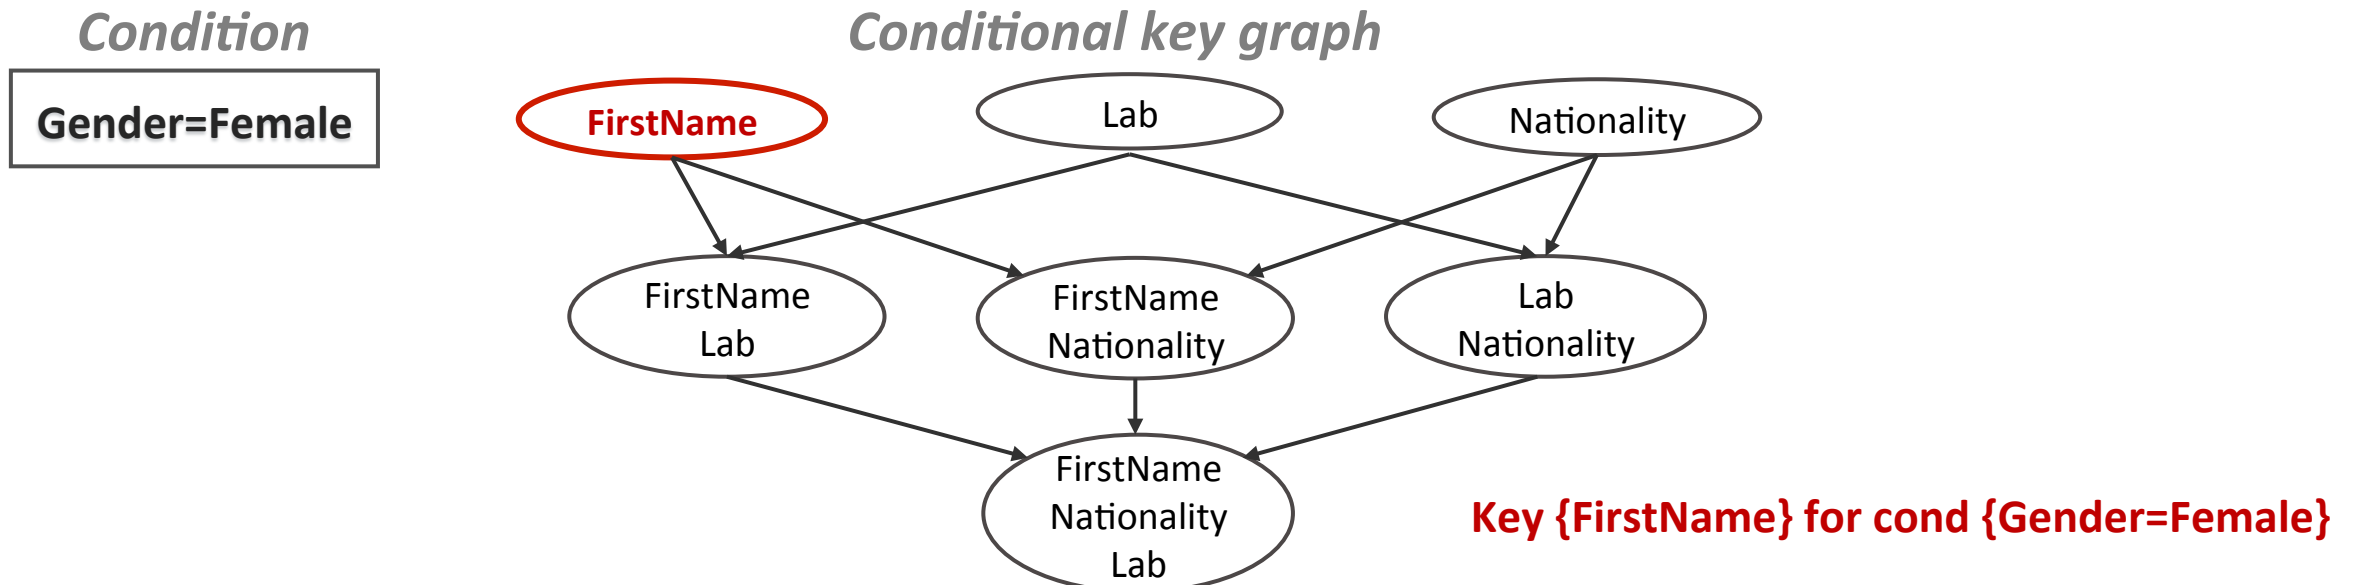 Condition
Conditional key graph
Gender=Female
FirstName
Lab
Nationality
FirstName
Lab
FirstName
Nationality
Lab
Nationality
FirstName
Nationality
Lab
Key {FirstName} for cond {Gender=Female}